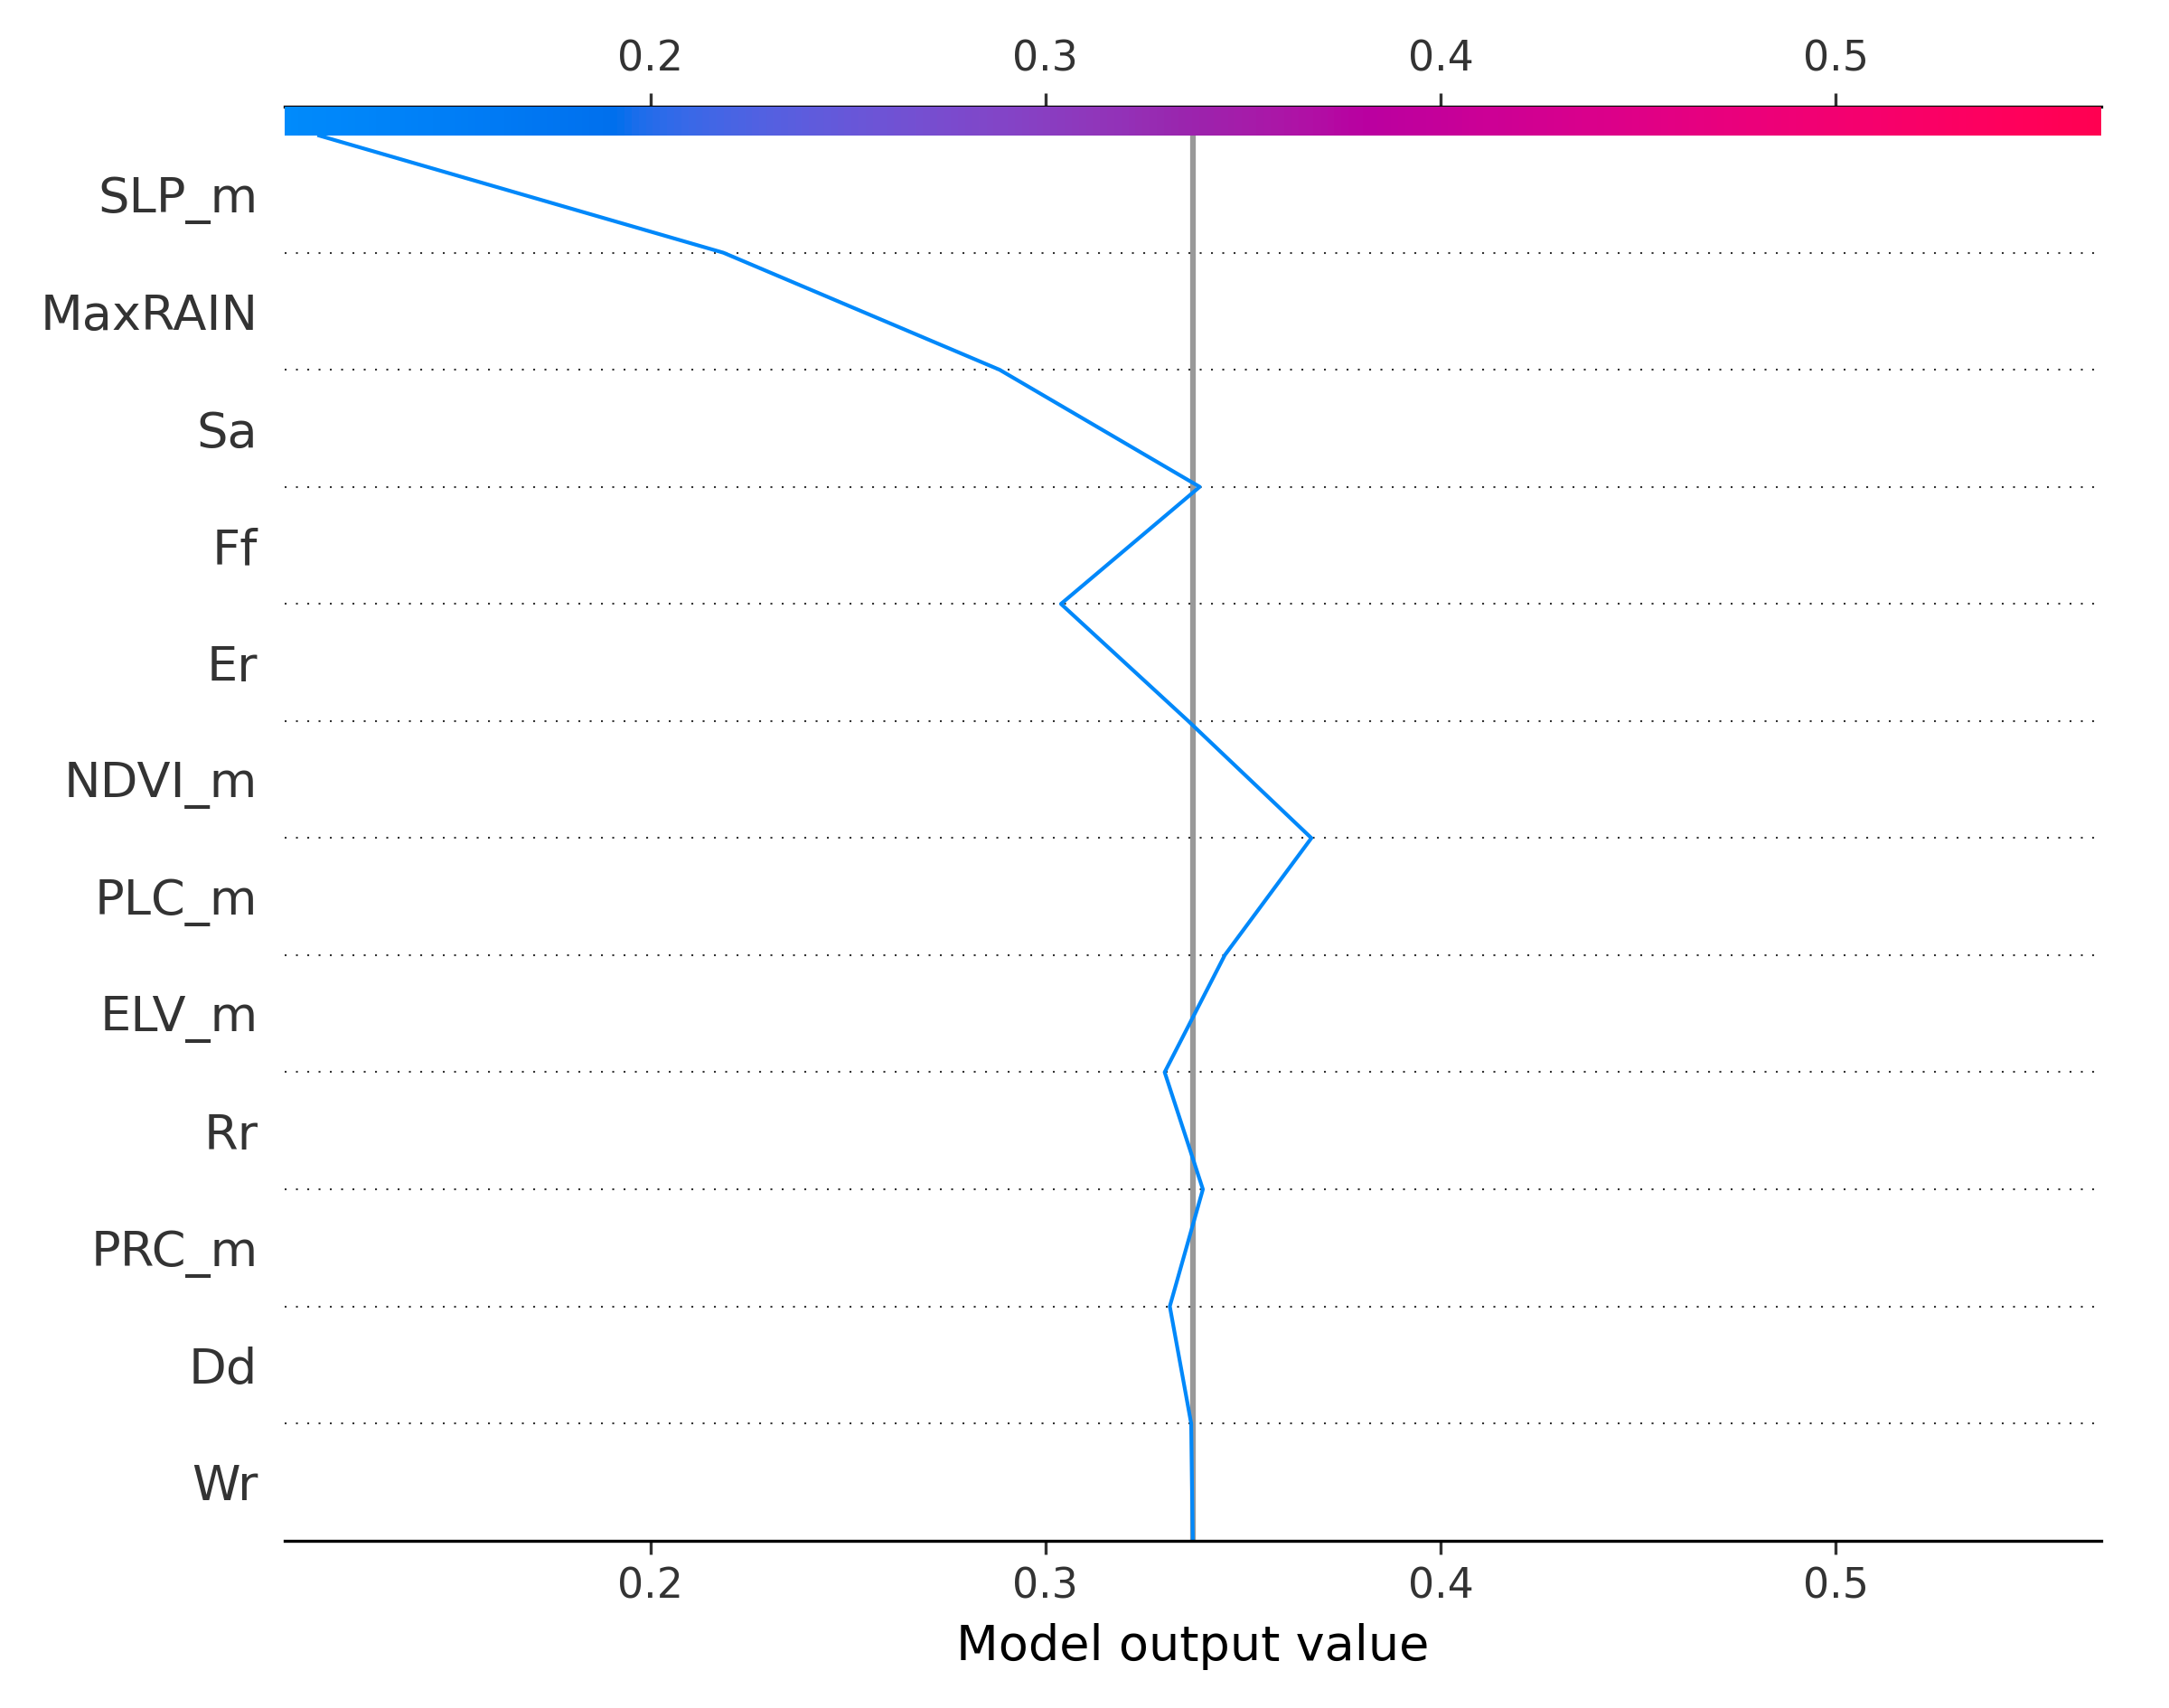 0.2 0.3 0.4 0.5
SLP_m
MaxRAIN
Sa
Ff
Er
NDVI_m
PLC_m
ELV_m
Rr
PRC_m
Dd
Wr
0.2 0.3 0.4 0.5
Model output value